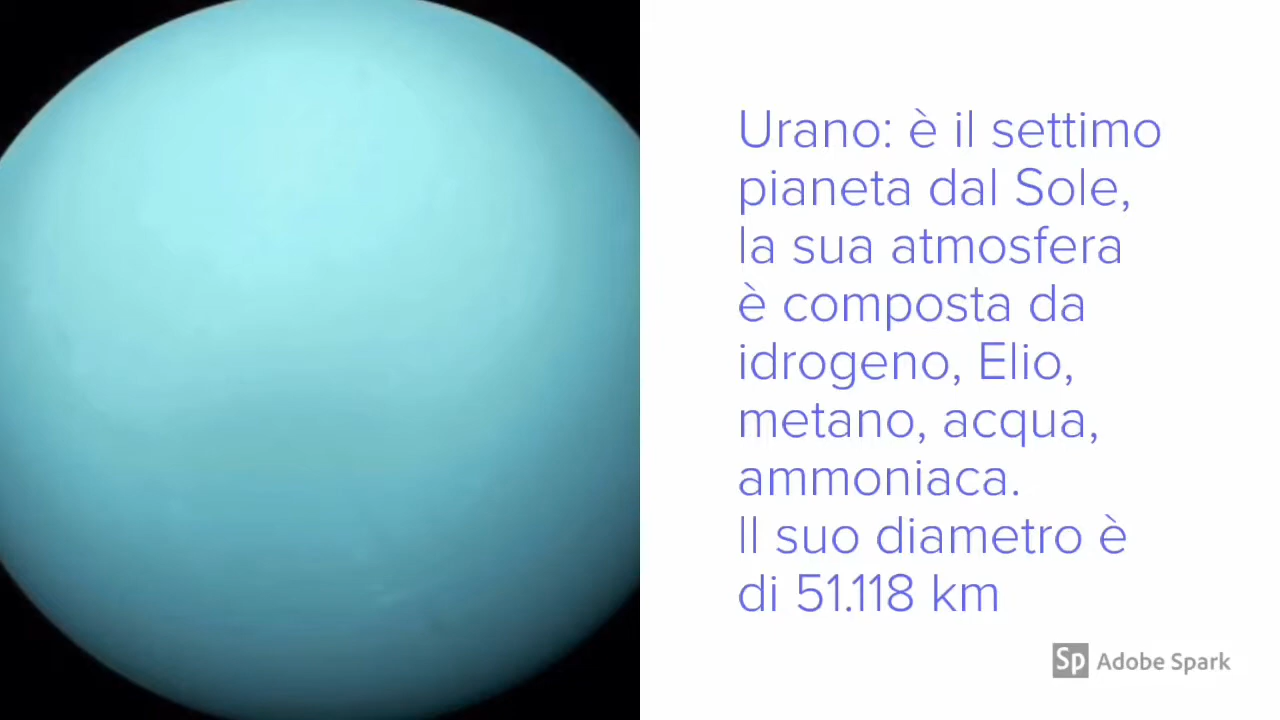 Urano: è il settimo
pianeta dal Sole,
la sua atmosfera
è composta da
idrogeno, Elio,
metano, acqua,
ammoniaca.
Il suo diametro è
di 51.118 km
Sp Adobe Spark